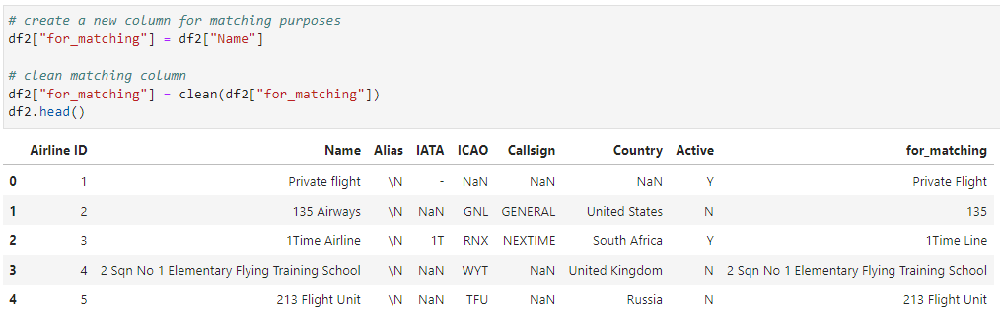 # create a new column for matching purposes
df2["for_matching"] = df2["Name"]
# clean matching column
df2["for_matching"] = clean(df2["for_matching"])
df2.head()
Airline ID Name Alias IATA ICAO Callsign Country Active for_matching
0 1 Private flight \N - NaN NaN NaN Y Private Flight
1 2 135 Airways \N NaN GNL GENERAL United States N 135
2 3 1Time Airline \N 1T RNX NEXTIME South Africa Y 1Time Line
3 4 2 Sqn No 1 Elementary Flying Training School \N NaN WYT NaN United Kingdom N 2 Sqn No 1 Elementary Flying Training School
4 5 213 Flight Unit \N NaN TFU NaN Russia N 213 Flight Unit